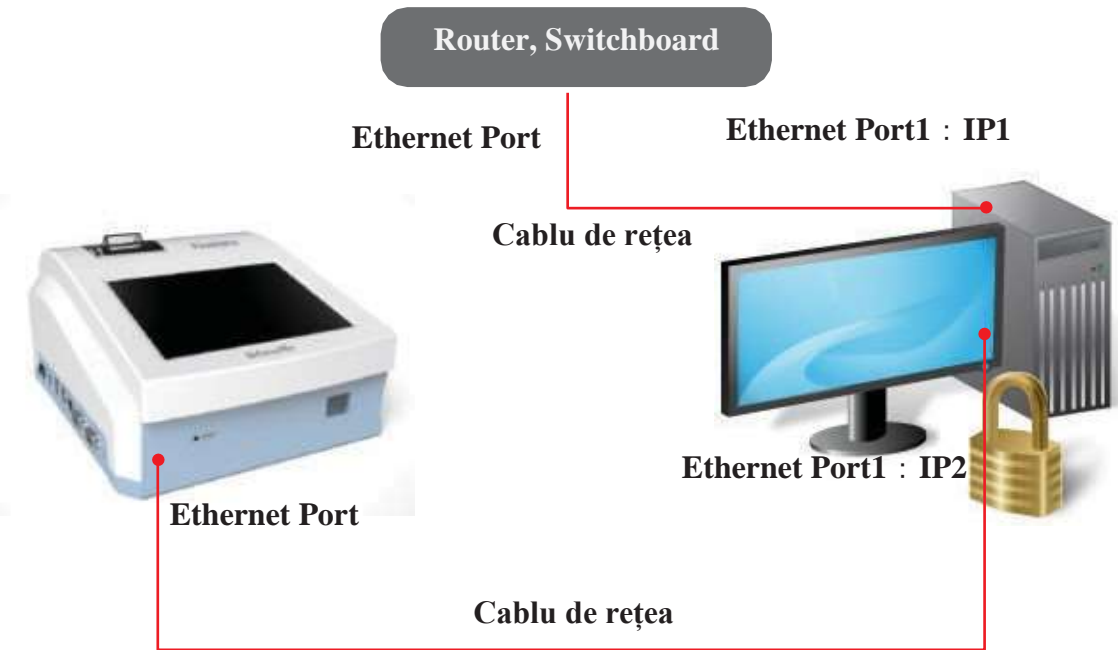 Router, Switchboard
Ethernet Port
Ethernet Port1 : IP1
Cablu de rețea
Ethernet Port1 : IP2
Ethernet Port
Cablu de rețea